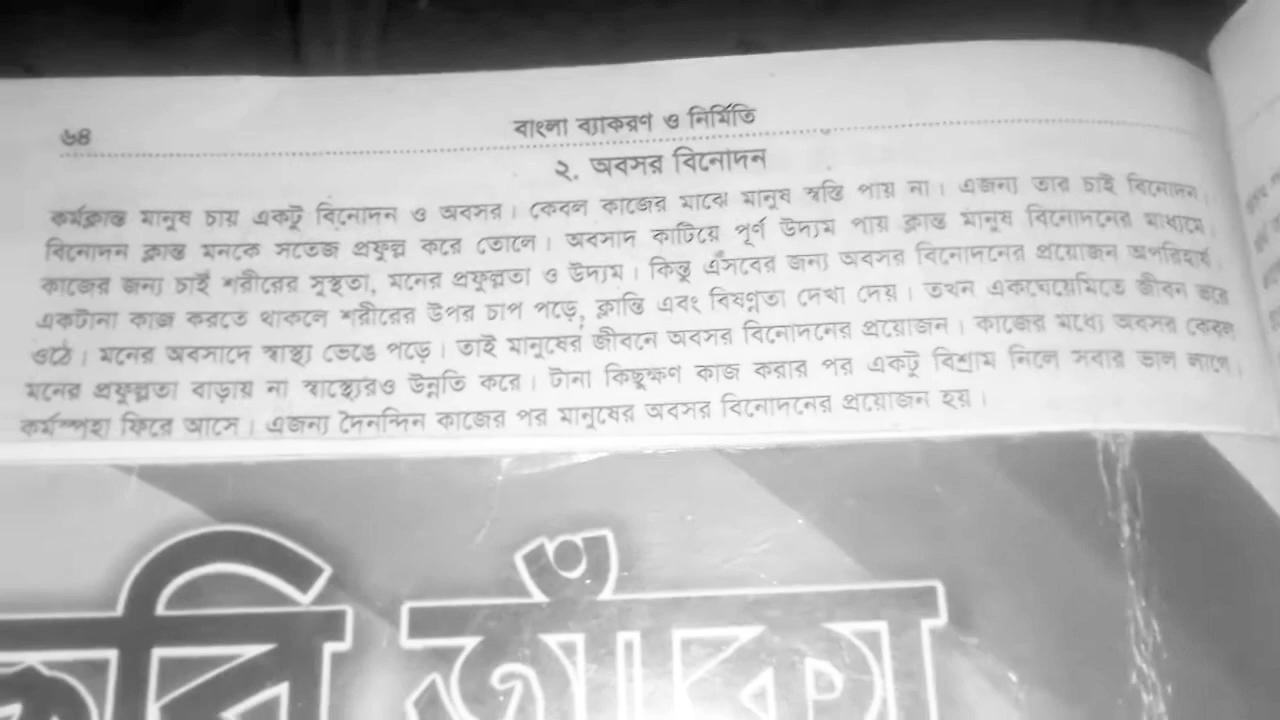 ৬৪
বাংলা ব্যাকরণ ও নির্মিতি
২. অবসর বিনোদন
কর্মক্লান্ত মানুষ চায় একটু বিনোদন ও অবসর। কেবল কাজের মাঝে মানুষ স্বস্তি পায় না। এজন্য তার চাই বিনোদন।
বিনোদন ক্লান্ত মনকে সতেজ প্রফুল্ল করে তোলে। অবসাদ কাটিয়ে পূর্ণ উদ্যম পায় ক্লান্ত মানুষ বিনোদনের মাধ্যমে।
কাজের জন্য চাই শরীরের সুস্থতা, মনের প্রফুল্লতা ও উদ্যম। কিন্তু এসবের জন্য অবসর বিনোদনের প্রয়োজন অপরিহার্য।
একটানা কাজ করতে থাকলে শরীরের উপর চাপ পড়ে, ক্লান্তি এবং বিষণ্নতা দেখা দেয়। তখন একঘেয়েমিতে জীবন ভরে
ওঠে। মনের অবসাদে স্বাস্থ্য ভেঙে পড়ে। তাই মানুষের জীবনে অবসর বিনোদনের প্রয়োজন। কাজের মধ্যে অবসর কেবল
মনের প্রফুল্লতা বাড়ায় না স্বাস্থ্যেরও উন্নতি করে। টানা কিছুক্ষণ কাজ করার পর একটু বিশ্রাম নিলে সবার ভাল লাগে।
কর্মস্পৃহা ফিরে আসে। এজন্য দৈনন্দিন কাজের পর মানুষের অবসর বিনোদনের প্রয়োজন হয়।
আঁকা